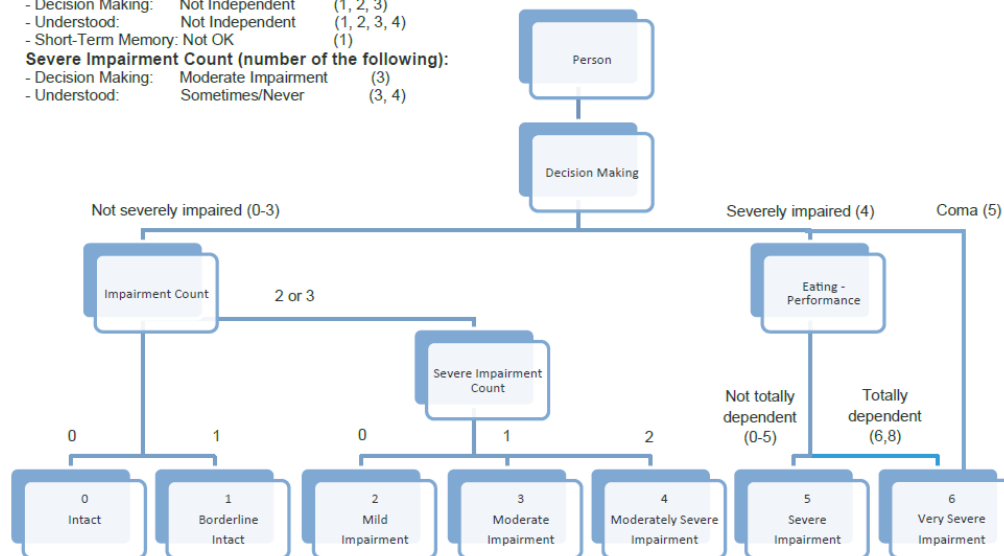 - Decision Making: Not Independent (1, 2, 3)
- Understood: Not Independent (1, 2, 3, 4)
- Short-Term Memory: Not OK (1)
Severe Impairment Count (number of the following):
- Decision Making: Moderate Impairment (3)
- Understood: Sometimes/Never (3, 4)
Person
Decision Making
Not severely impaired (0-3)
Severely impaired (4)
Coma (5)
Impairment Count
2 or 3
Eating -
Performance
Severe Impairment
Count
Not totally
dependent
(0-5)
Totally
dependent
(6,8)
0
1
0
1
2
0
Intact
1
Borderline
Intact
2
Mild
Impairment
3
Moderate
Impairment
4
Moderately Severe
Impairment
5
Severe
Impairment
6
Very Severe
Impairment